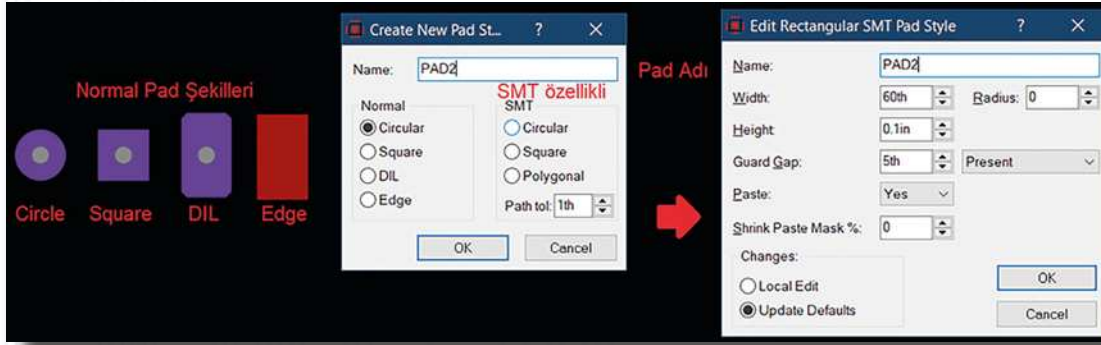 Normal Pad Şekilleri
Circle Square DIL Edge
Create New Pad St... ? X
Name: PAD2
Normal
Circular
Square
DIL
Edge
SMT özellikli
SMT
Circular
Square
Polygonal
Path tol: 1th
OK Cancel
Pad Adı
Edit Rectangular SMT Pad Style ? X
Name: PAD2
Width: 60th Radius: 0
Height 0.1in
Guard Gap: 5th Present
Paste: Yes
Shrink Paste Mask %: 0
Changes:
Local Edit
Update Defaults
OK
Cancel